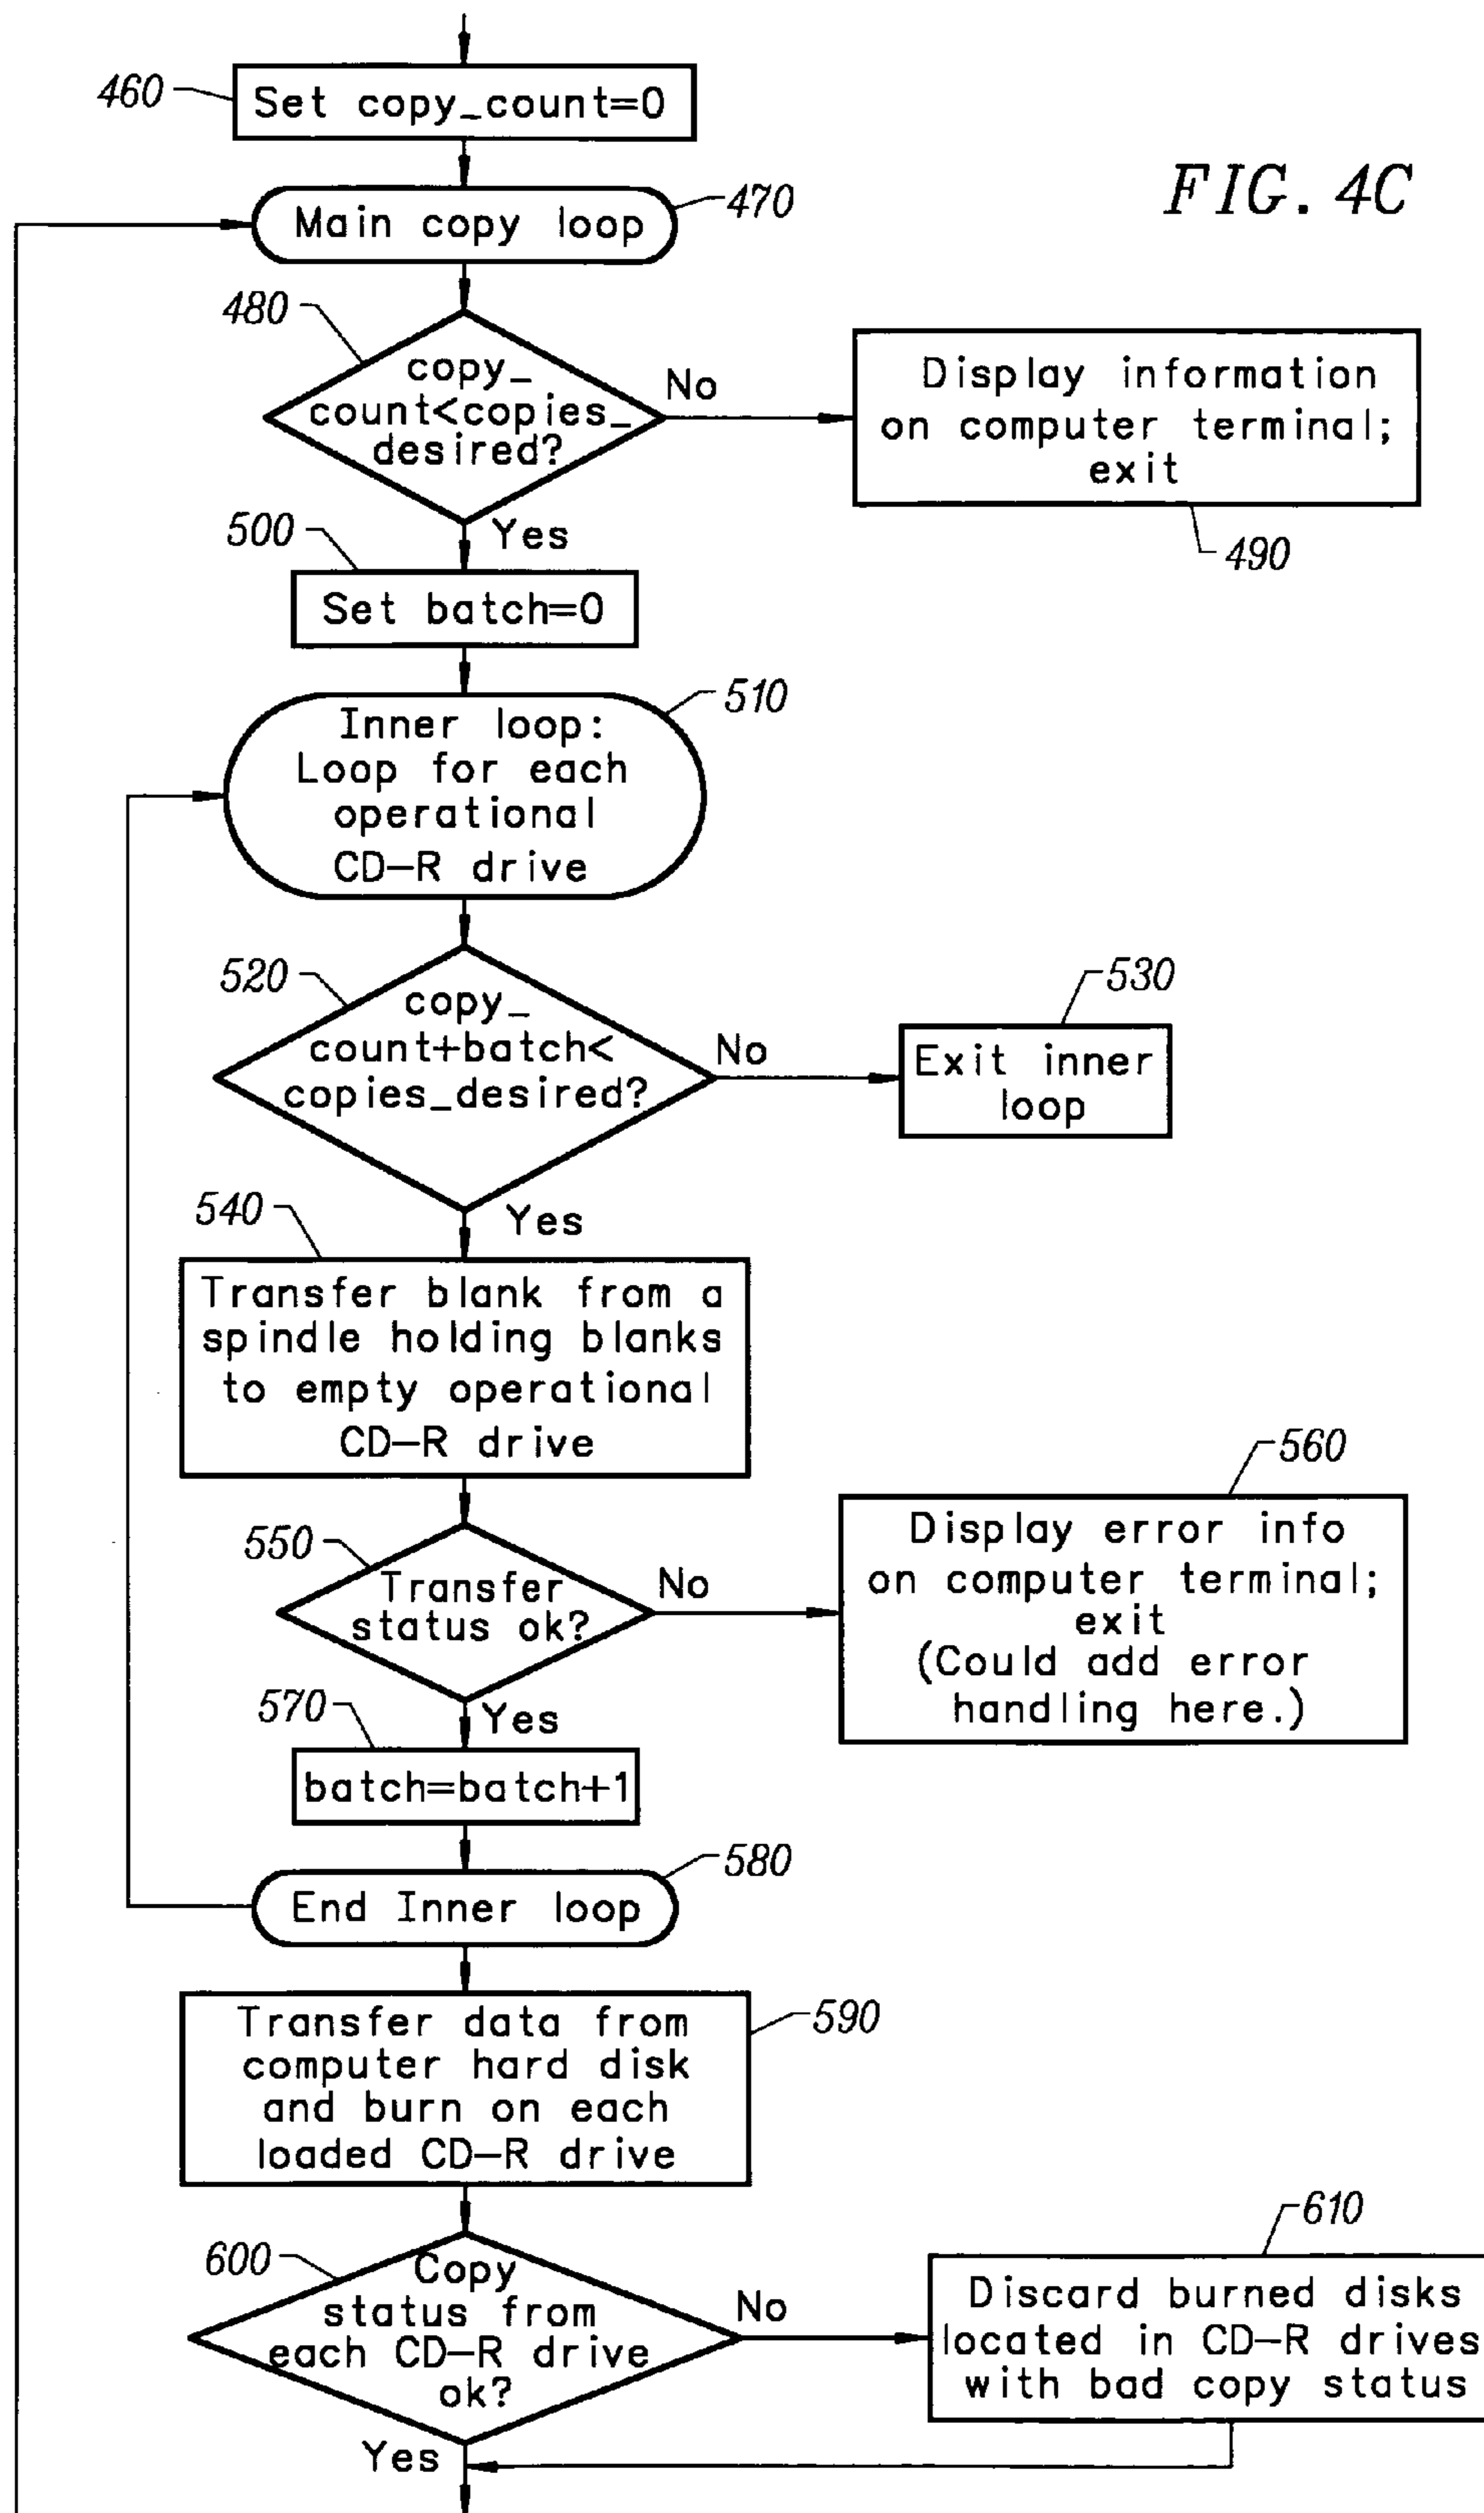 460
Set copy_count=0
FIG. 4C
Main copy loop
470
480
copy_
count<copies_
desired?
No
Display information
on computer terminal;
exit
490
Yes
500
Set batch=0
510
Inner loop:
Loop for each
operational
CD-R drive
520
copy_
count+batch<
copies_desired?
No
530
Exit inner
loop
Yes
540
Transfer blank from a
spindle holding blanks
to empty operational
CD-R drive
550
Transfer
status ok?
No
560
Display error info
on computer terminal;
exit
(Could add error
handling here.)
Yes
570
batch=batch+1
580
End Inner loop
590
Transfer data from
computer hard disk
and burn on each
loaded CD-R drive
600
Copy
status from
each CD-R drive
ok?
No
610
Discard burned disks
located in CD-R drives
with bad copy status
Yes